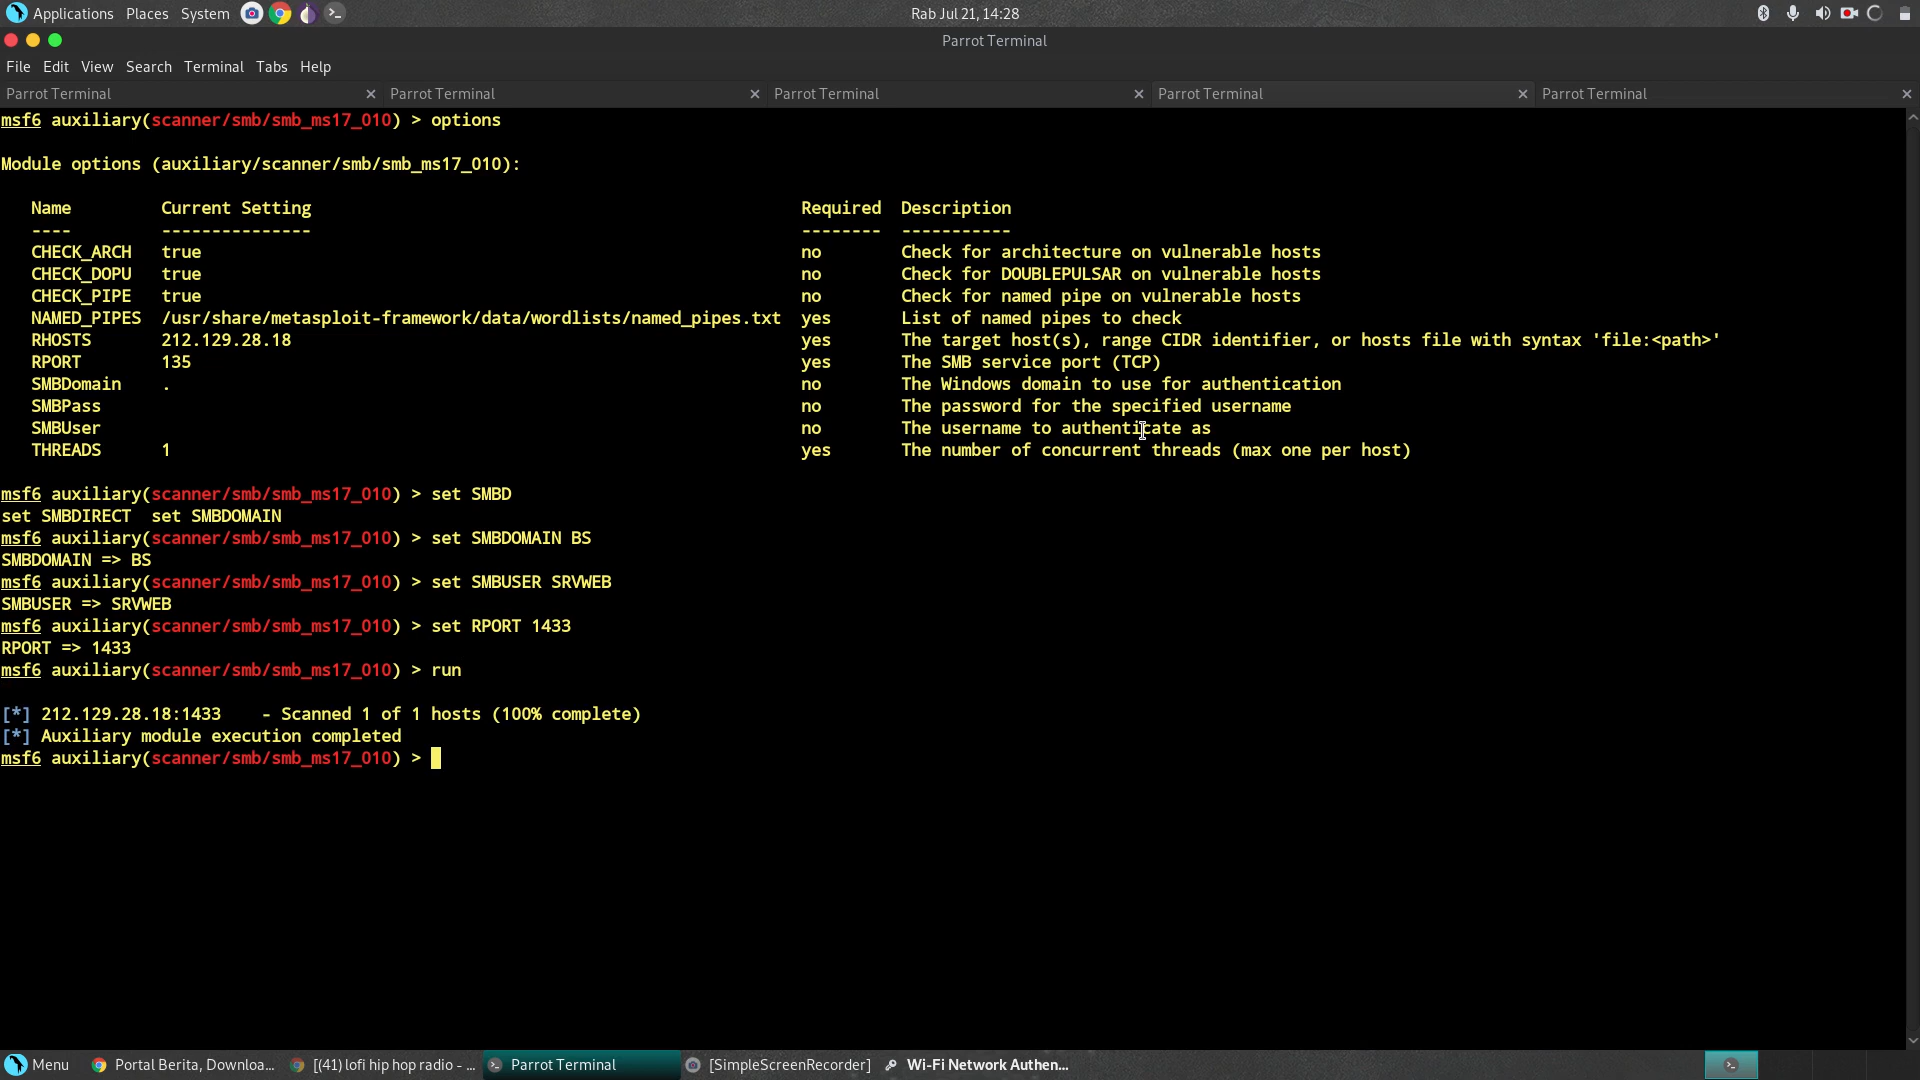 Applications Places System Rab Jul 21, 14:28
Parrot Terminal
File Edit View Search Terminal Tabs Help
Parrot Terminal × Parrot Terminal × Parrot Terminal × Parrot Terminal × Parrot Terminal ×
msf6 auxiliary(scanner/smb/smb_ms17_010) > options
Module options (auxiliary/scanner/smb/smb_ms17_010):
Name Current Setting Required Description
---- --------------- -------- -----------
CHECK_ARCH true no Check for architecture on vulnerable hosts
CHECK_DOPU true no Check for DOUBLEPULSAR on vulnerable hosts
CHECK_PIPE true no Check for named pipe on vulnerable hosts
NAMED_PIPES /usr/share/metasploit-framework/data/wordlists/named_pipes.txt yes List of named pipes to check
RHOSTS 212.129.28.18 yes The target host(s), range CIDR identifier, or hosts file with syntax 'file:<path>'
RPORT 135 yes The SMB service port (TCP)
SMBDomain . no The Windows domain to use for authentication
SMBPass no The password for the specified username
SMBUser no The username to authenticate as
THREADS 1 yes The number of concurrent threads (max one per host)
msf6 auxiliary(scanner/smb/smb_ms17_010) > set SMBD
set SMBDIRECT set SMBDOMAIN
msf6 auxiliary(scanner/smb/smb_ms17_010) > set SMBDOMAIN BS
SMBDOMAIN => BS
msf6 auxiliary(scanner/smb/smb_ms17_010) > set SMBUSER SRVWEB
SMBUSER => SRVWEB
msf6 auxiliary(scanner/smb/smb_ms17_010) > set RPORT 1433
RPORT => 1433
msf6 auxiliary(scanner/smb/smb_ms17_010) > run
[*] 212.129.28.18:1433 - Scanned 1 of 1 hosts (100% complete)
[*] Auxiliary module execution completed
msf6 auxiliary(scanner/smb/smb_ms17_010) >
Menu Portal Berita, Downloa... [(41) lofi hip hop radio - ... Parrot Terminal [SimpleScreenRecorder] Wi-Fi Network Authen...